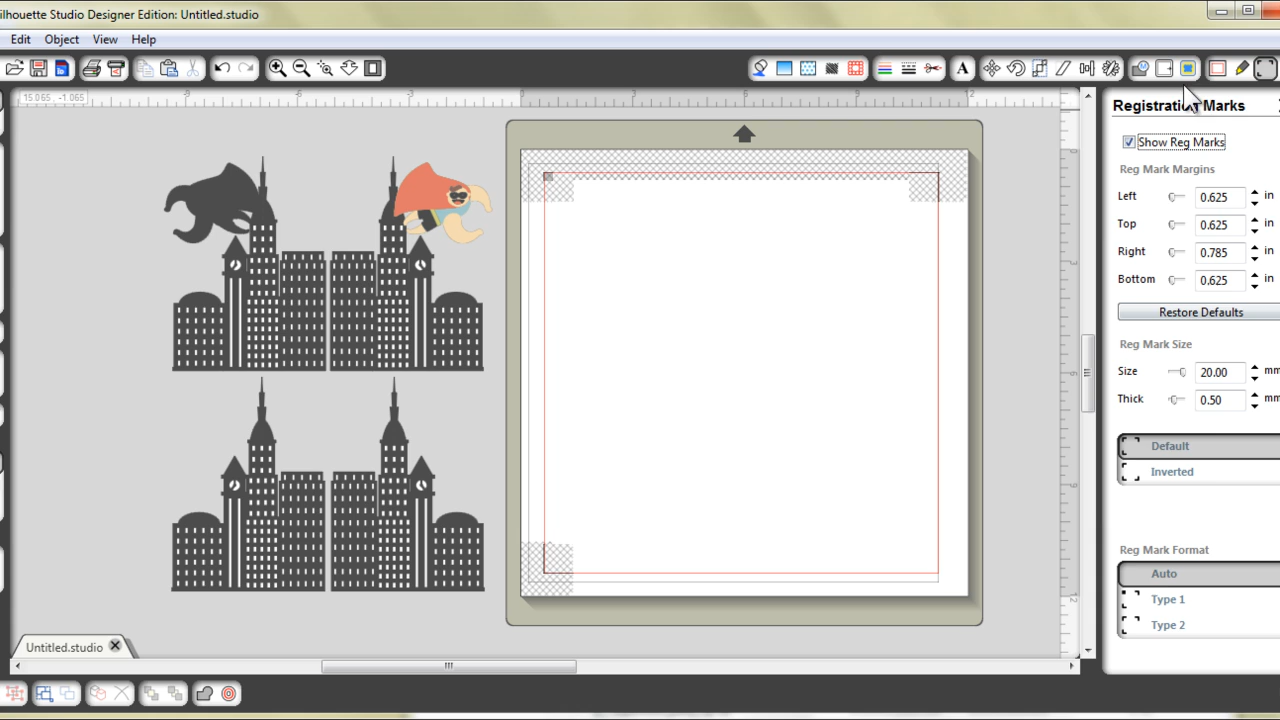 ilhouette Studio Designer Edition: Untitled.studio
Edit Object View Help
15.065 , -1.065
Registration Marks
Show Reg Marks
Reg Mark Margins
Left 0.625 in
Top 0.625 in
Right 0.785 in
Bottom 0.625 in
Restore Defaults
Reg Mark Size
Size 20.00 mm
Thick 0.50 mm
Default
Inverted
Reg Mark Format
Auto
Type 1
Type 2
Untitled.studio